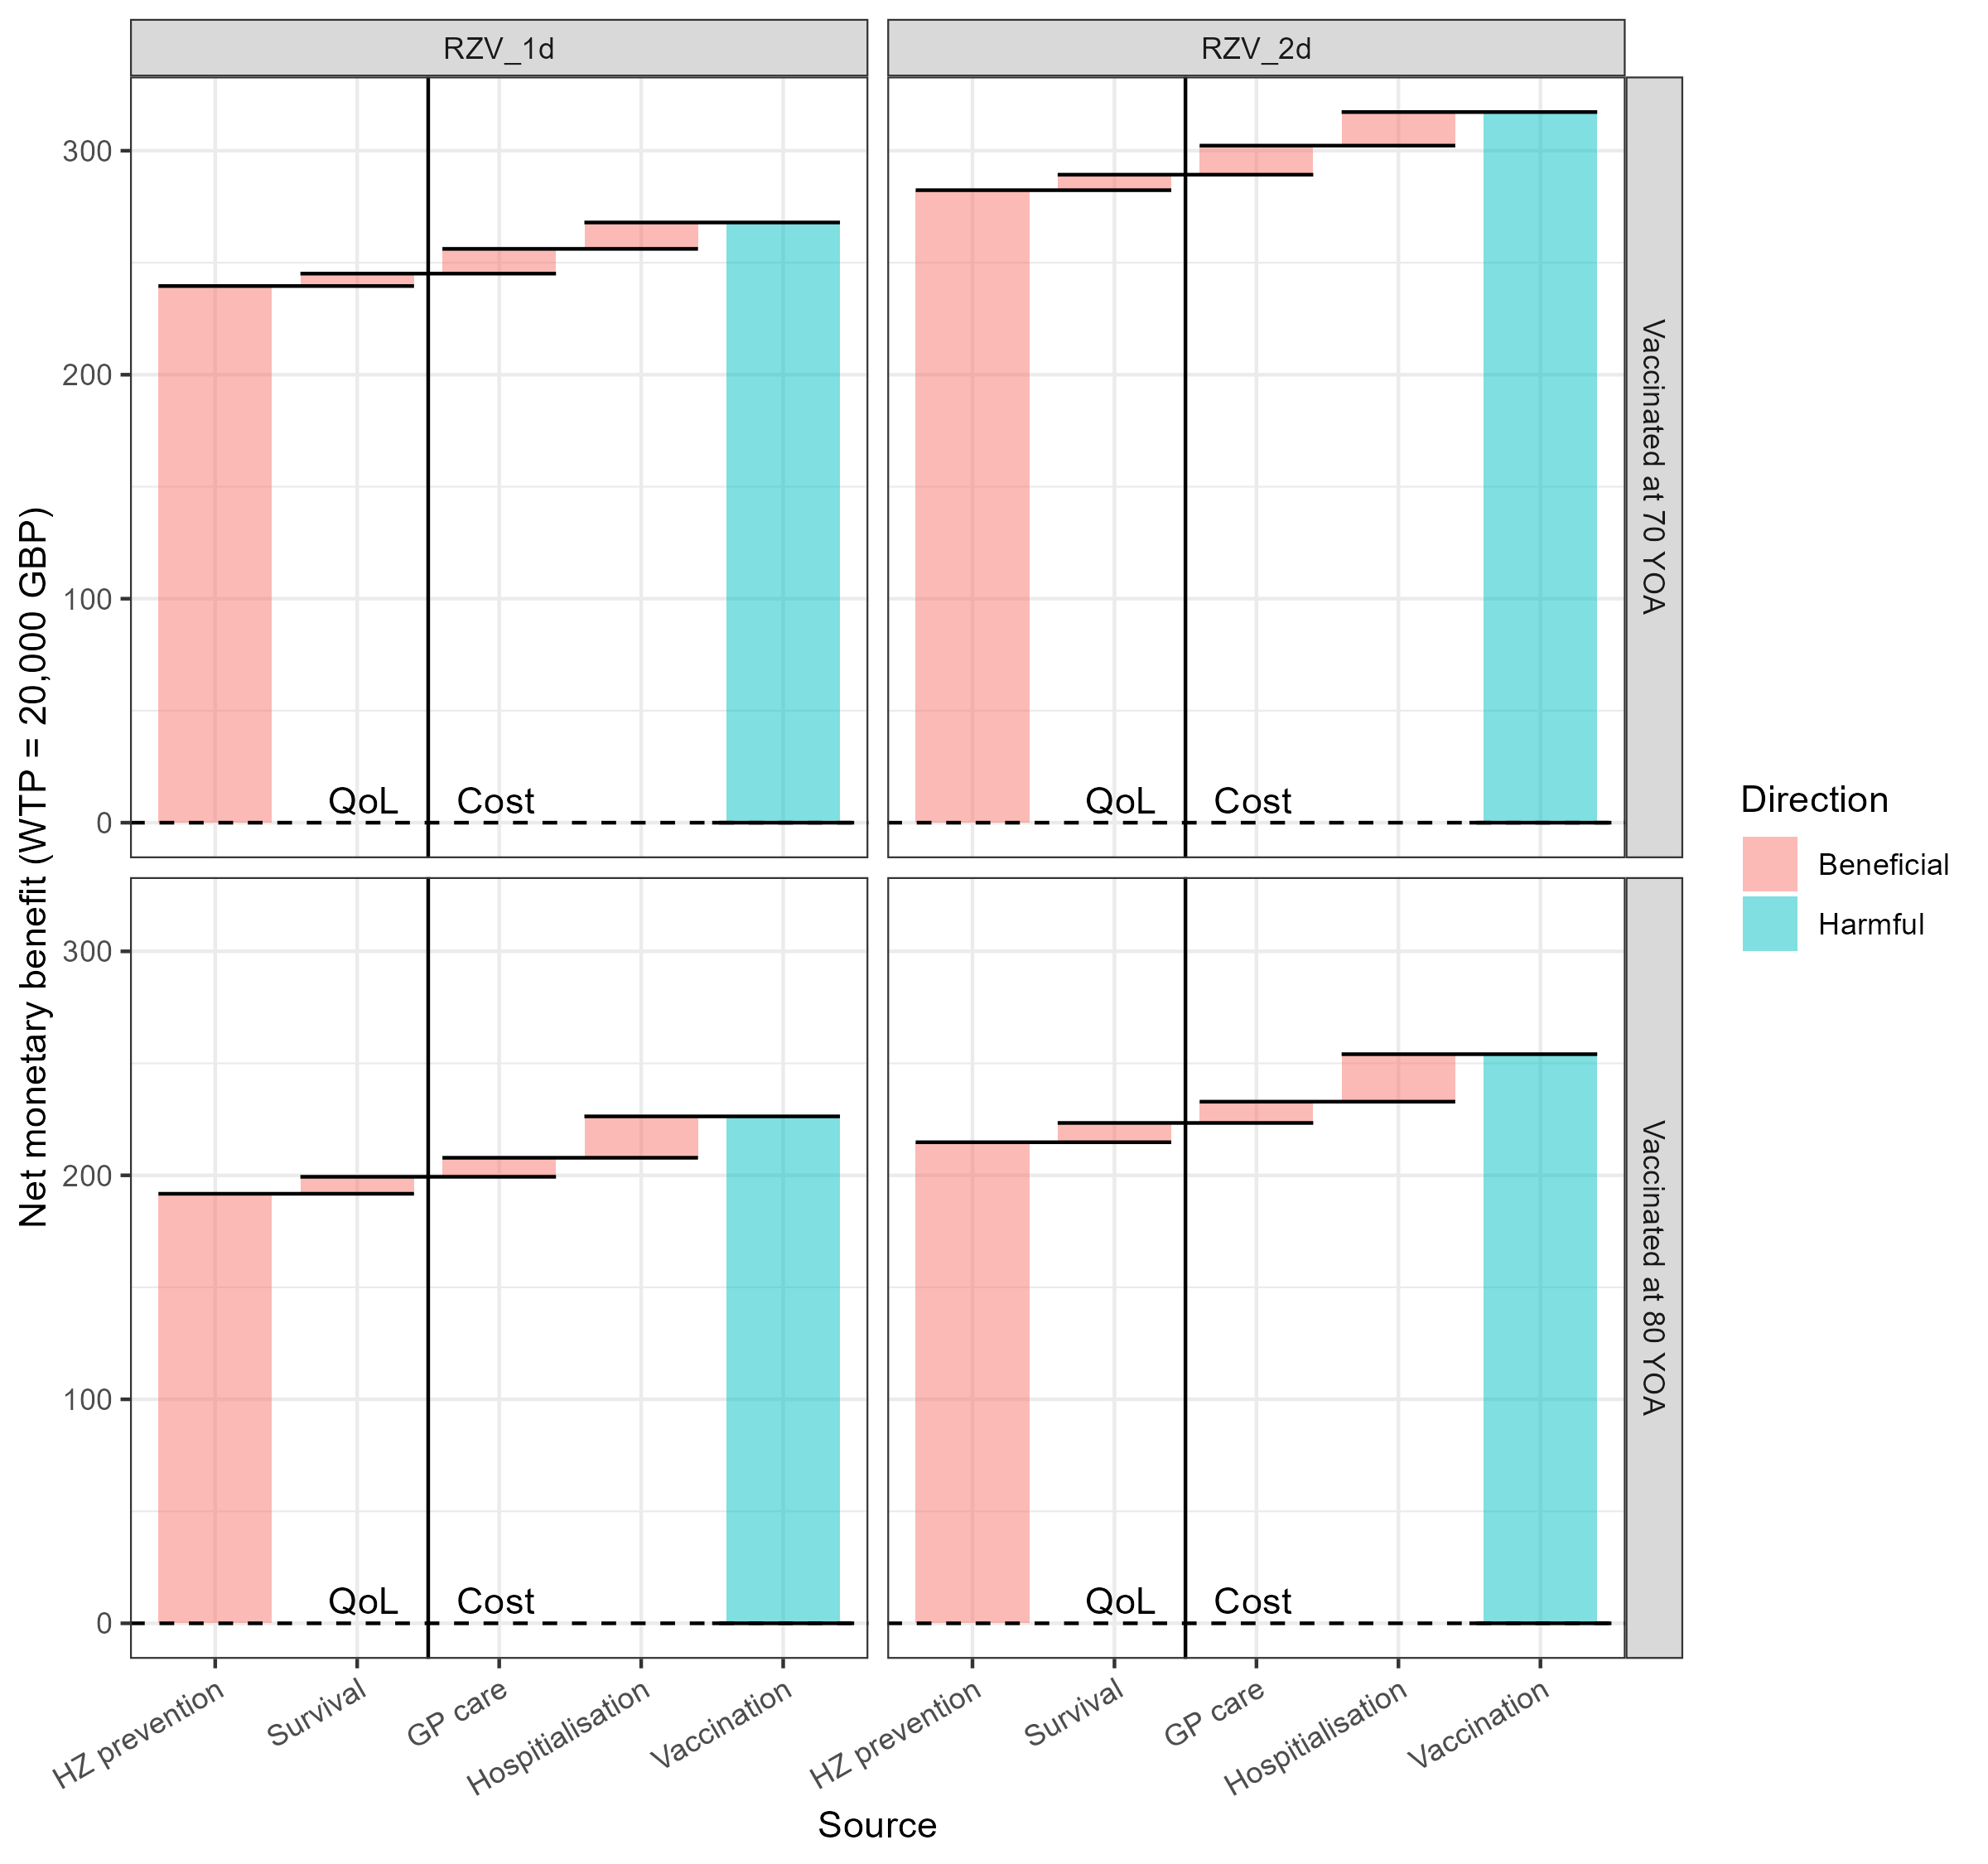 RZV_1d
RZV_2d
Net monetary benefit (WTP = 20,000 GBP)
300
200
100
0
QoL
Cost
QoL
Cost
Vaccinated at 70 YOA
300
200
100
0
QoL
Cost
QoL
Cost
Vaccinated at 80 YOA
HZ prevention
Survival
GP care
Hospitialisation
Vaccination
HZ prevention
Survival
GP care
Hospitialisation
Vaccination
Source
Direction
Beneficial
Harmful